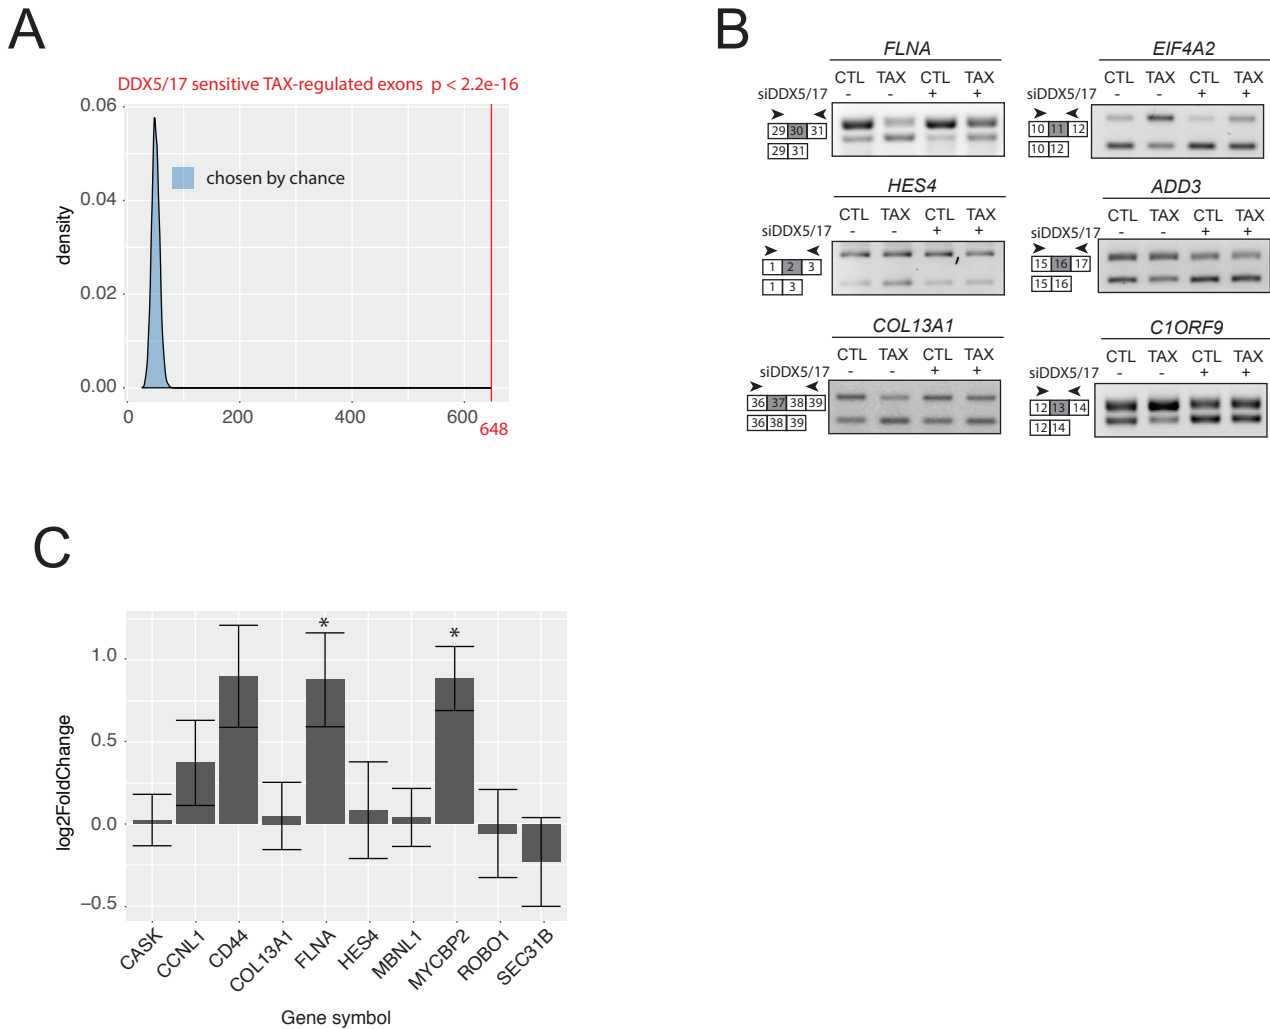 A
DDX5/17 sensitive TAX-regulated exons p < 2.2e-16
0.06
0.04
0.02
0.00
density
chosen by chance
0
200
400
600
648
B
FLNA
CTL TAX CTL TAX
siDDX5/17 - - + +
29 30 31
29 31
EIF4A2
CTL TAX CTL TAX
siDDX5/17 - - + +
10 11 12
10 12
HES4
CTL TAX CTL TAX
siDDX5/17 - - + +
1 2 3
1 3
,
ADD3
CTL TAX CTL TAX
siDDX5/17 - - + +
15 16 17
15 16
COL13A1
CTL TAX CTL TAX
siDDX5/17 - - + +
36 37 38 39
36 38 39
C1ORF9
CTL TAX CTL TAX
siDDX5/17 - - + +
12 13 14
12 14
C
1.0
0.5
0.0
−0.5
log2FoldChange
* *
CASK
CCNL1
CD44
COL13A1
FLNA
HES4
MBNL1
MYCBP2
ROBO1
SEC31B
Gene symbol